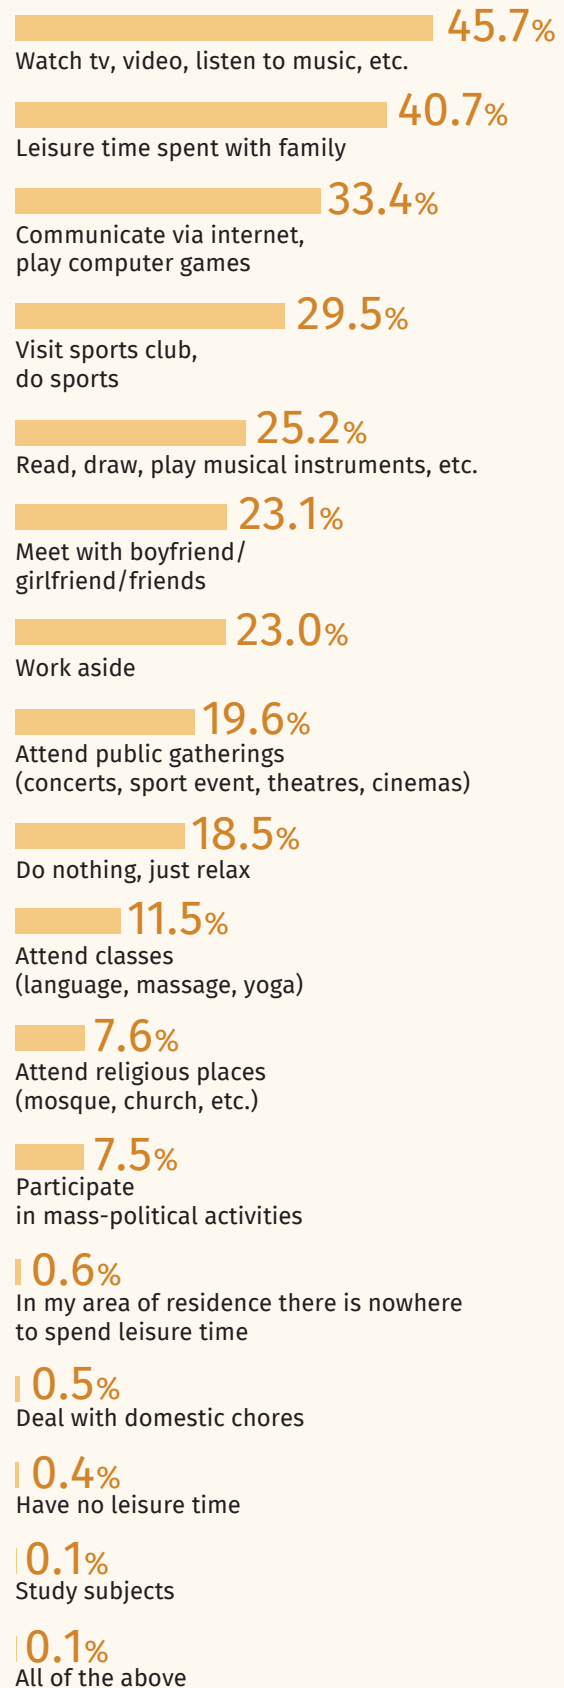 45.7%
Watch tv, video, listen to music, etc.
40.7%
Leisure time spent with family
33.4%
Communicate via internet,
play computer games
29.5%
Visit sports club,
do sports
25.2%
Read, draw, play musical instruments, etc.
23.1%
Meet with boyfriend/
girlfriend/friends
23.0%
Work aside
19.6%
Attend public gatherings
(concerts, sport event, theatres, cinemas)
18.5%
Do nothing, just relax
11.5%
Attend classes
(language, massage, yoga)
7.6%
Attend religious places
(mosque, church, etc.)
7.5%
Participate
in mass-political activities
0.6%
In my area of residence there is nowhere
to spend leisure time
0.5%
Deal with domestic chores
0.4%
Have no leisure time
0.1%
Study subjects
0.1%
All of the above